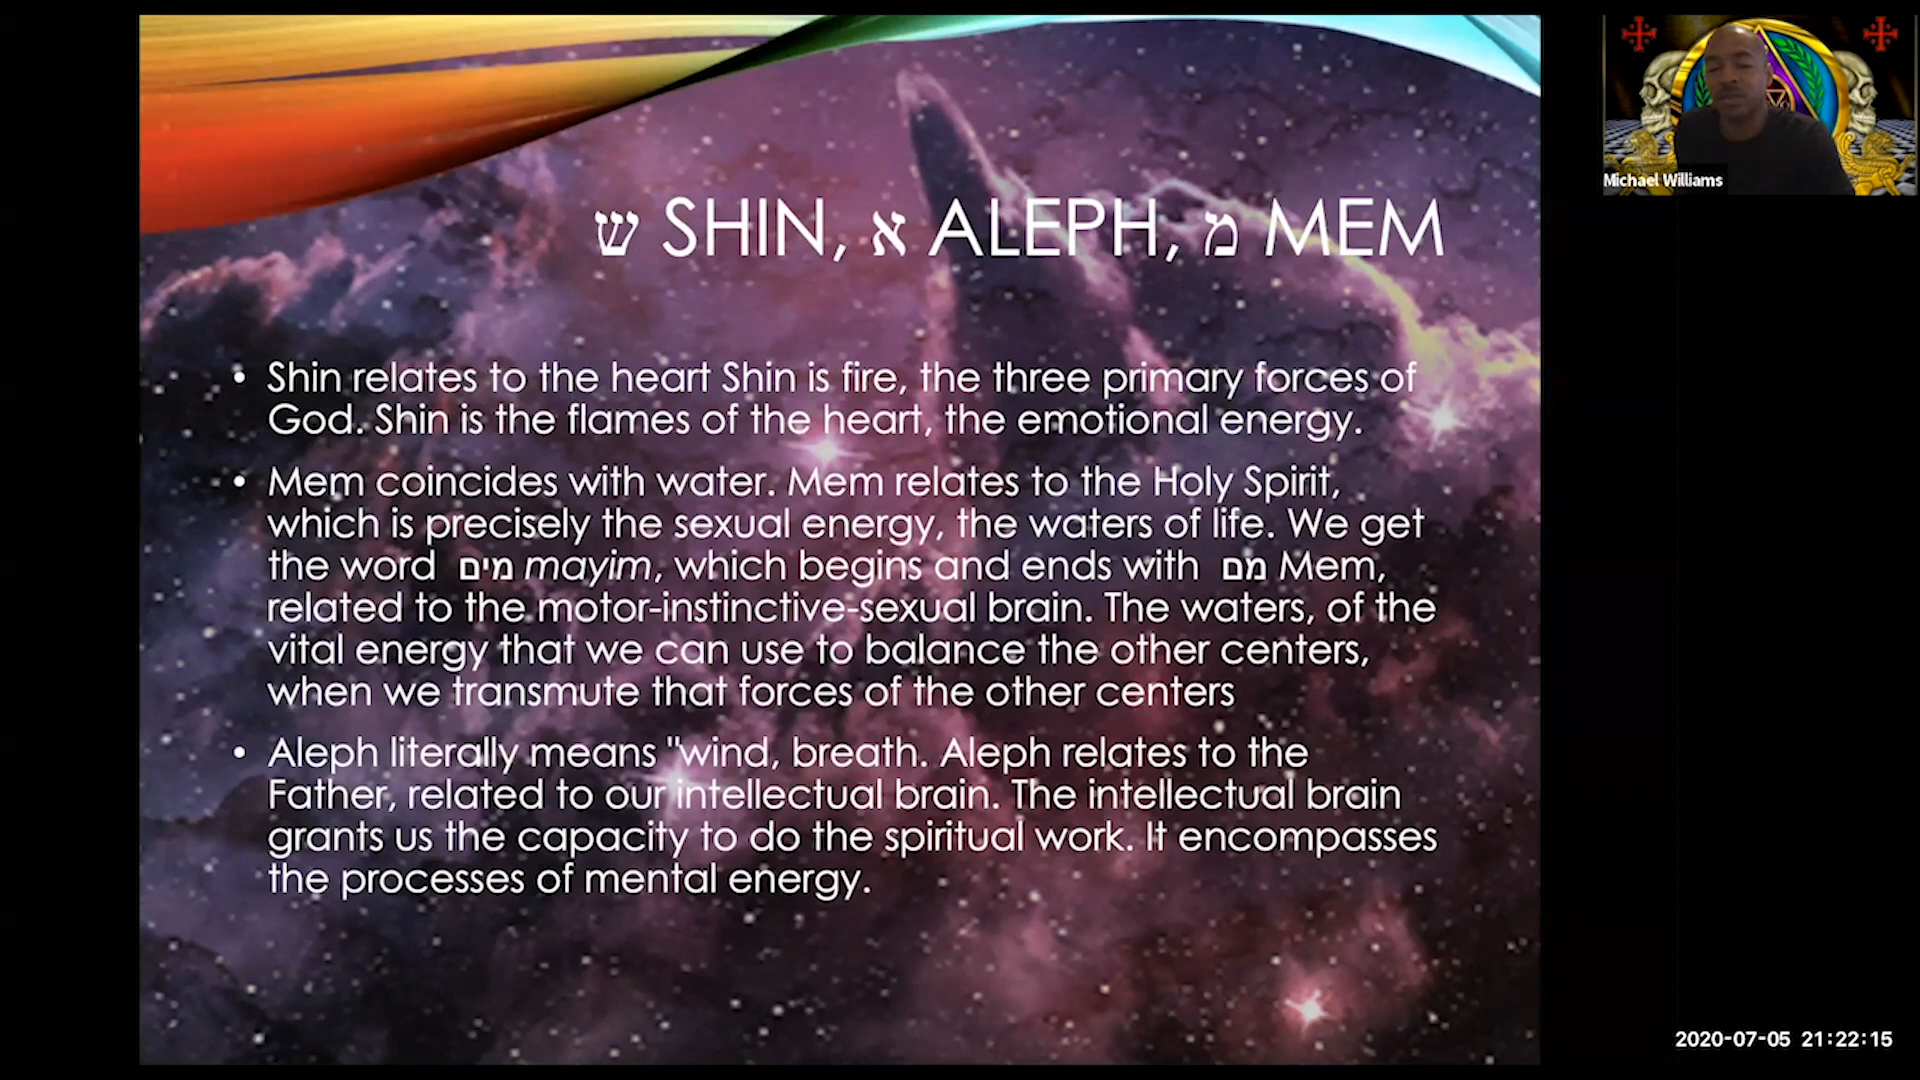 ש SHIN, א ALEPH, מ MEM
• Shin relates to the heart Shin is fire, the three primary forces of
God. Shin is the flames of the heart, the emotional energy.
• Mem coincides with water. Mem relates to the Holy Spirit,
which is precisely the sexual energy, the waters of life. We get
the word מים mayim, which begins and ends with מם Mem,
related to the motor-instinctive-sexual brain. The waters, of the
vital energy that we can use to balance the other centers,
when we transmute that forces of the other centers
• Aleph literally means "wind, breath. Aleph relates to the
Father, related to our intellectual brain. The intellectual brain
grants us the capacity to do the spiritual work. It encompasses
the processes of mental energy.
Michael Williams
2020-07-05 21:22:15